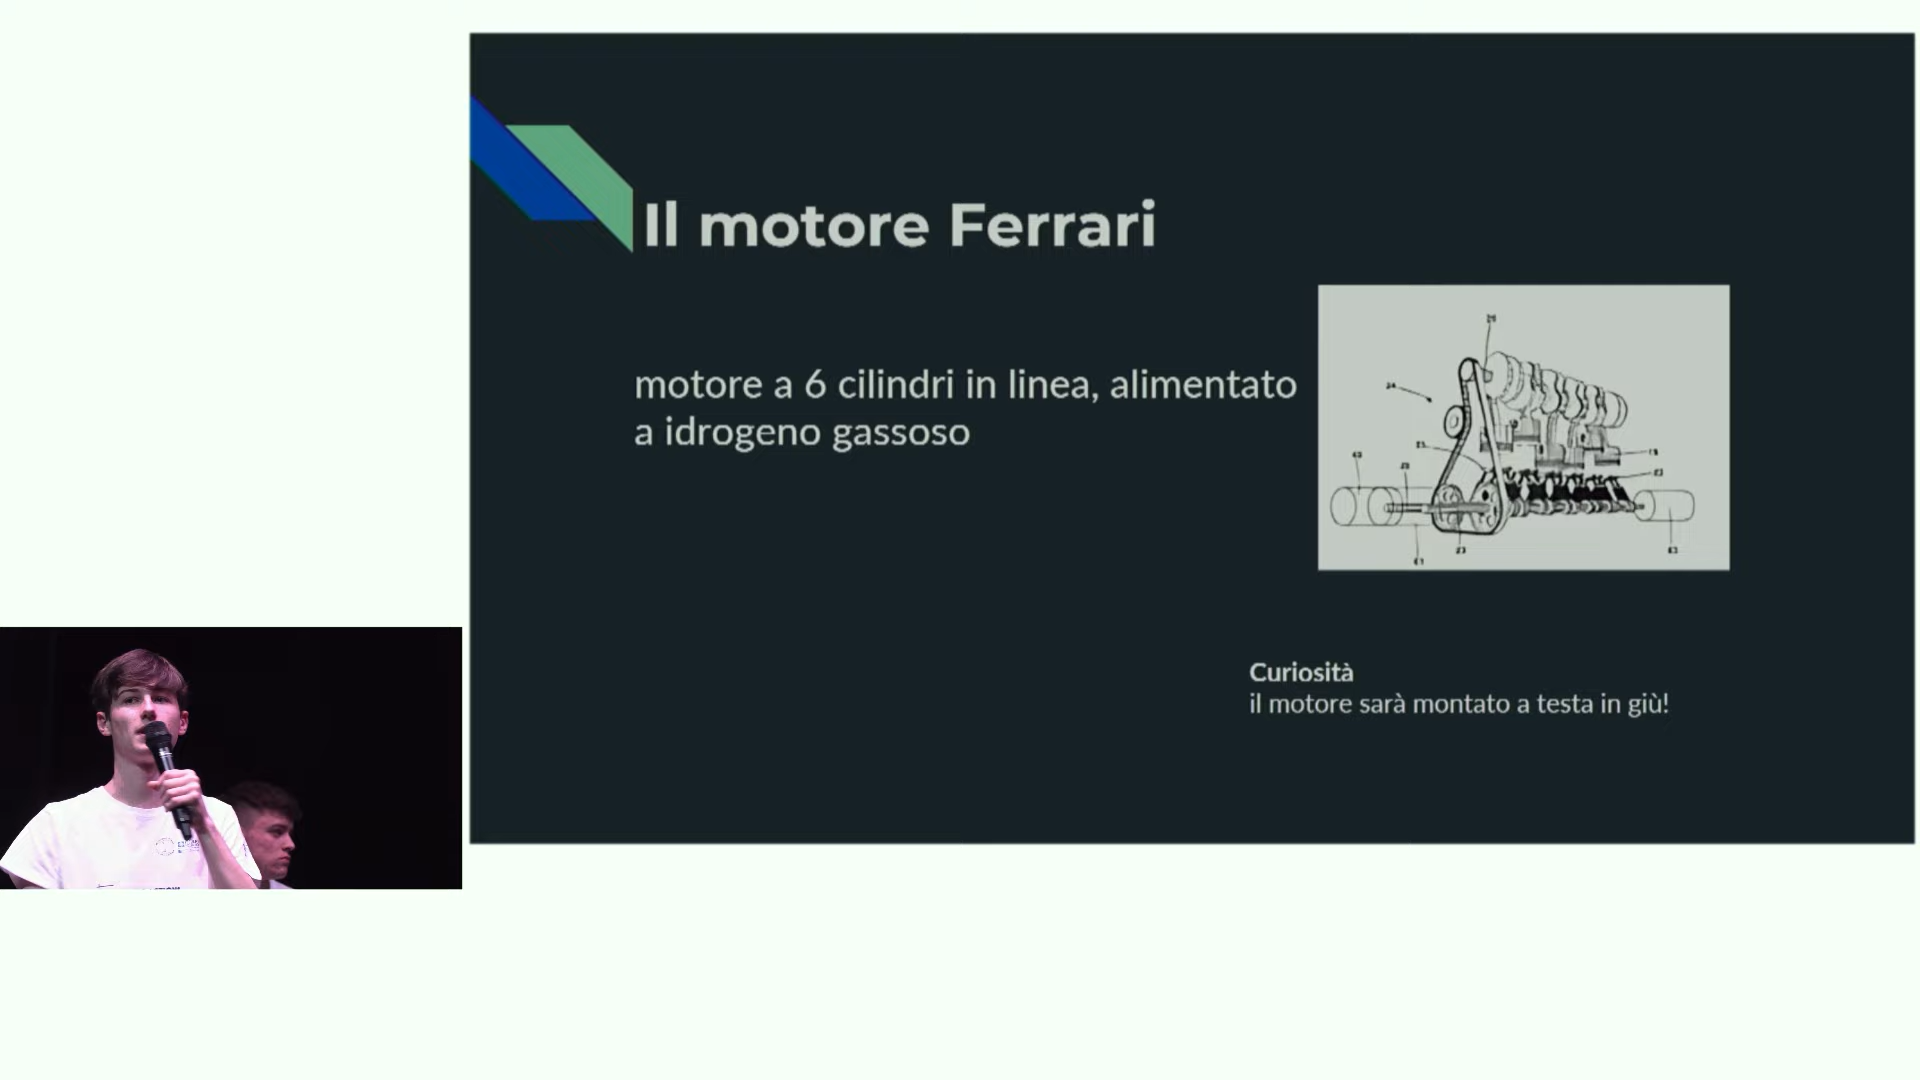 Il motore Ferrari
motore a 6 cilindri in linea, alimentato
a idrogeno gassoso
Curiosità
il motore sarà montato a testa in giù!